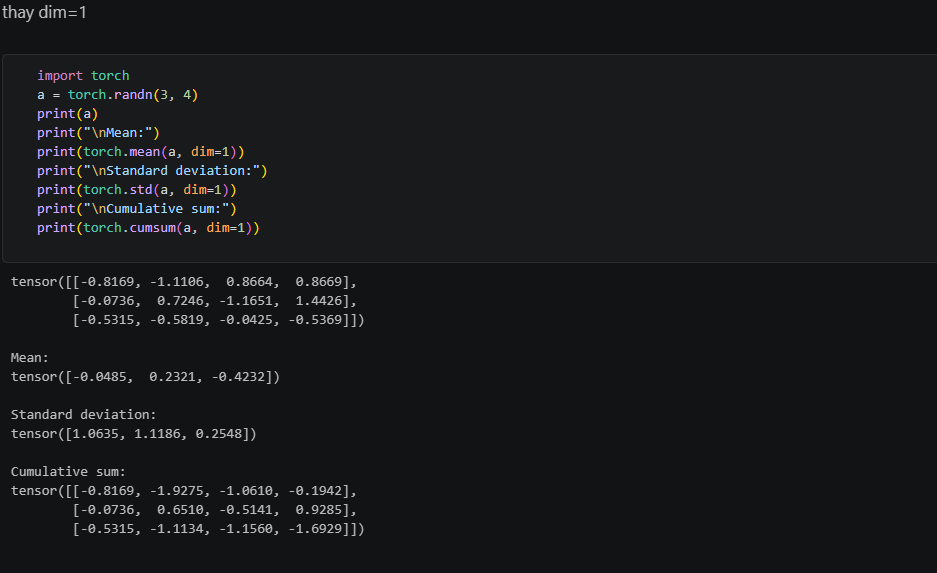 thay dim=1
import torch
a = torch.randn(3, 4)
print(a)
print("\nMean:")
print(torch.mean(a, dim=1))
print("\nStandard deviation:")
print(torch.std(a, dim=1))
print("\nCumulative sum:")
print(torch.cumsum(a, dim=1))
tensor([[-0.8169, -1.1106,  0.8664,  0.8669],
        [-0.0736,  0.7246, -1.1651,  1.4426],
        [-0.5315, -0.5819, -0.0425, -0.5369]])
Mean:
tensor([-0.0485,  0.2321, -0.4232])
Standard deviation:
tensor([1.0635, 1.1186, 0.2548])
Cumulative sum:
tensor([[-0.8169, -1.9275, -1.0610, -0.1942],
        [-0.0736,  0.6510, -0.5141,  0.9285],
        [-0.5315, -1.1134, -1.1560, -1.6929]])